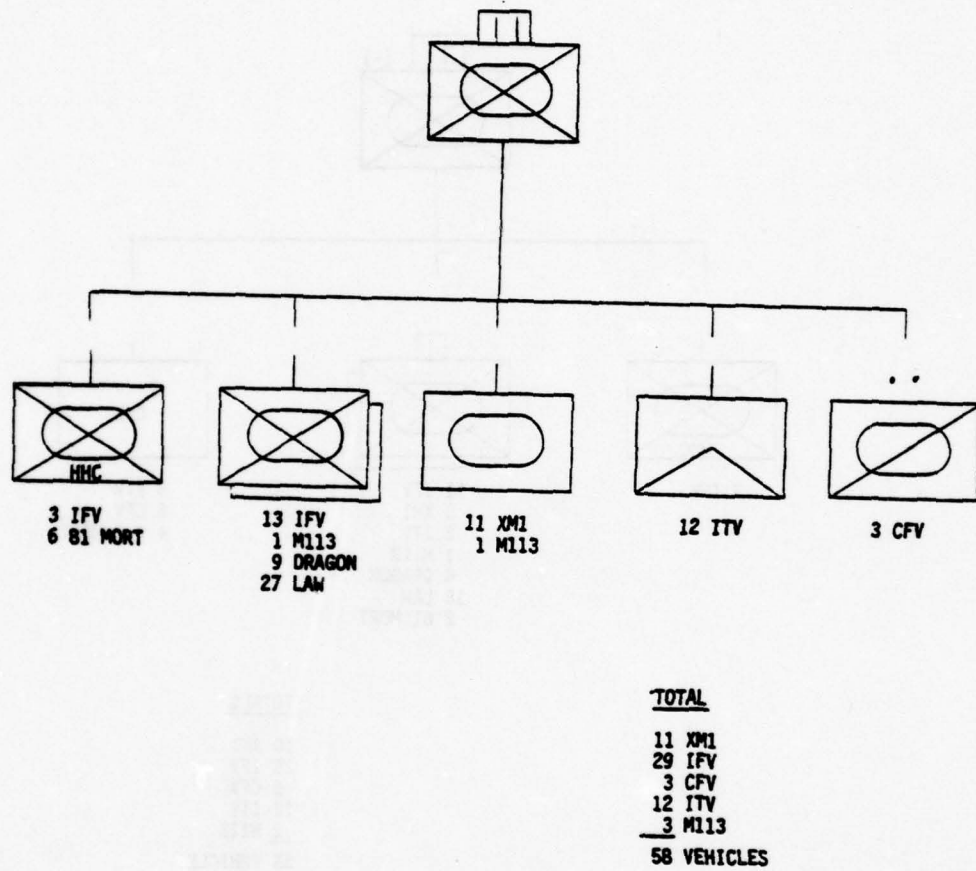 HHC
3 IFV
6 81 MORT
13 IFV
1 M113
9 DRAGON
27 LAW
11 XM1
1 M113
12 ITV
3 CFV
TOTAL
11 XM1
29 IFV
3 CFV
12 ITV
3 M113
58 VEHICLES